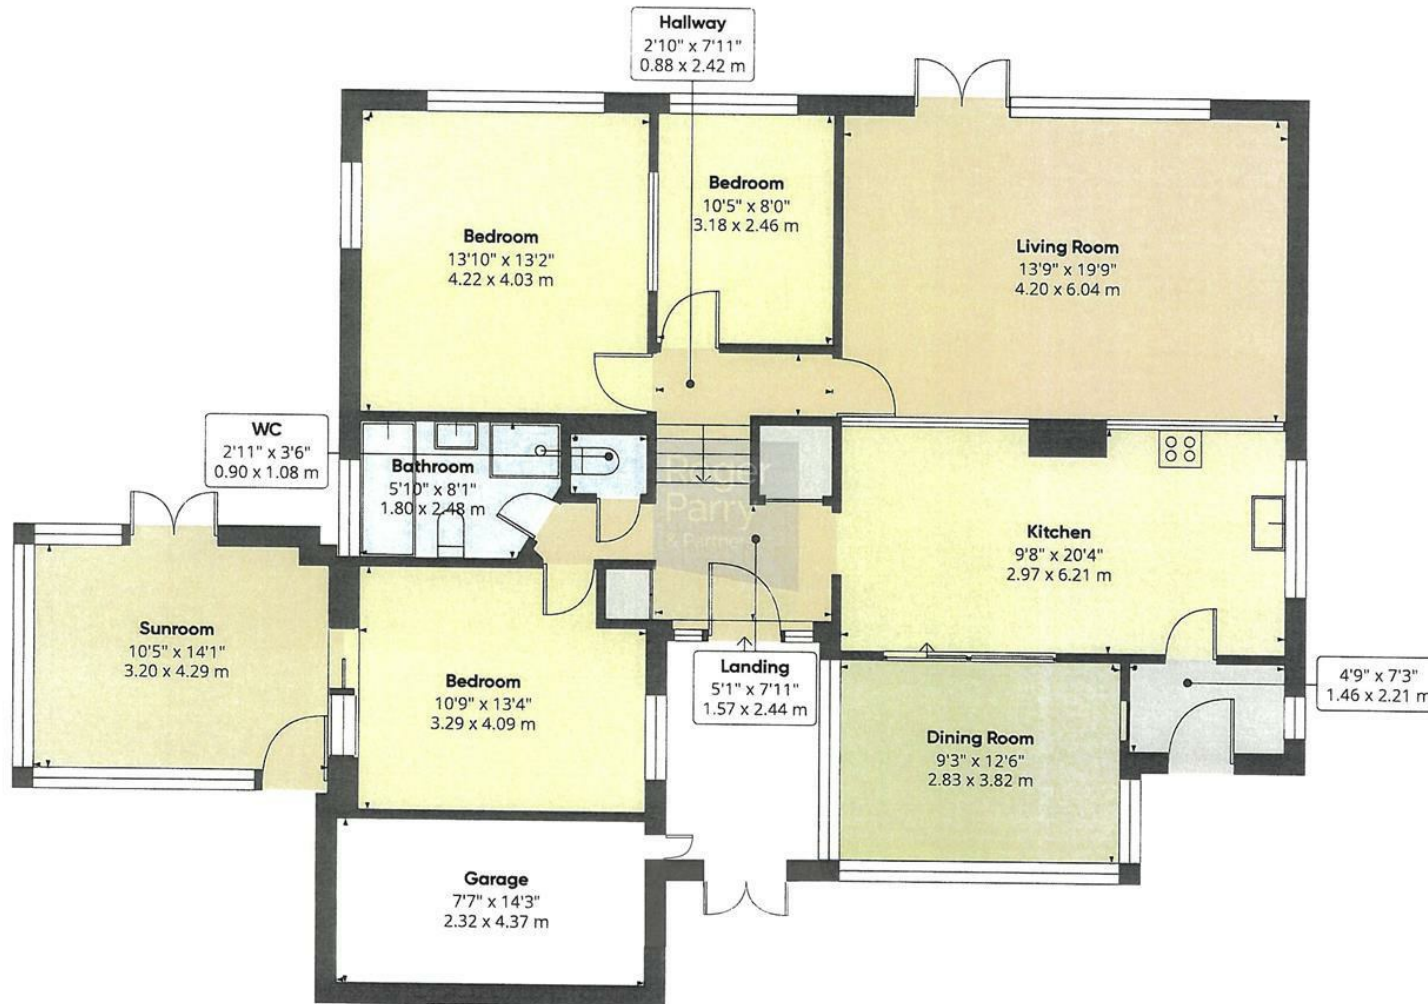 Hallway
2'10" x 7'11"
0.88 x 2.42 m
Bedroom
13'10" x 13'2"
4.22 x 4.03 m
Bedroom
10'5" x 8'0"
3.18 x 2.46 m
Living Room
13'9" x 19'9"
4.20 x 6.04 m
WC
2'11" x 3'6"
0.90 x 1.08 m
Bathroom
5'10" x 8'1"
1.80 x 2.48 m
Roger
Parry
& Partners
Kitchen
9'8" x 20'4"
2.97 x 6.21 m
Sunroom
10'5" x 14'1"
3.20 x 4.29 m
Bedroom
10'9" x 13'4"
3.29 x 4.09 m
Landing
5'1" x 7'11"
1.57 x 2.44 m
4'9" x 7'3"
1.46 x 2.21 m
Dining Room
9'3" x 12'6"
2.83 x 3.82 m
Garage
7'7" x 14'3"
2.32 x 4.37 m